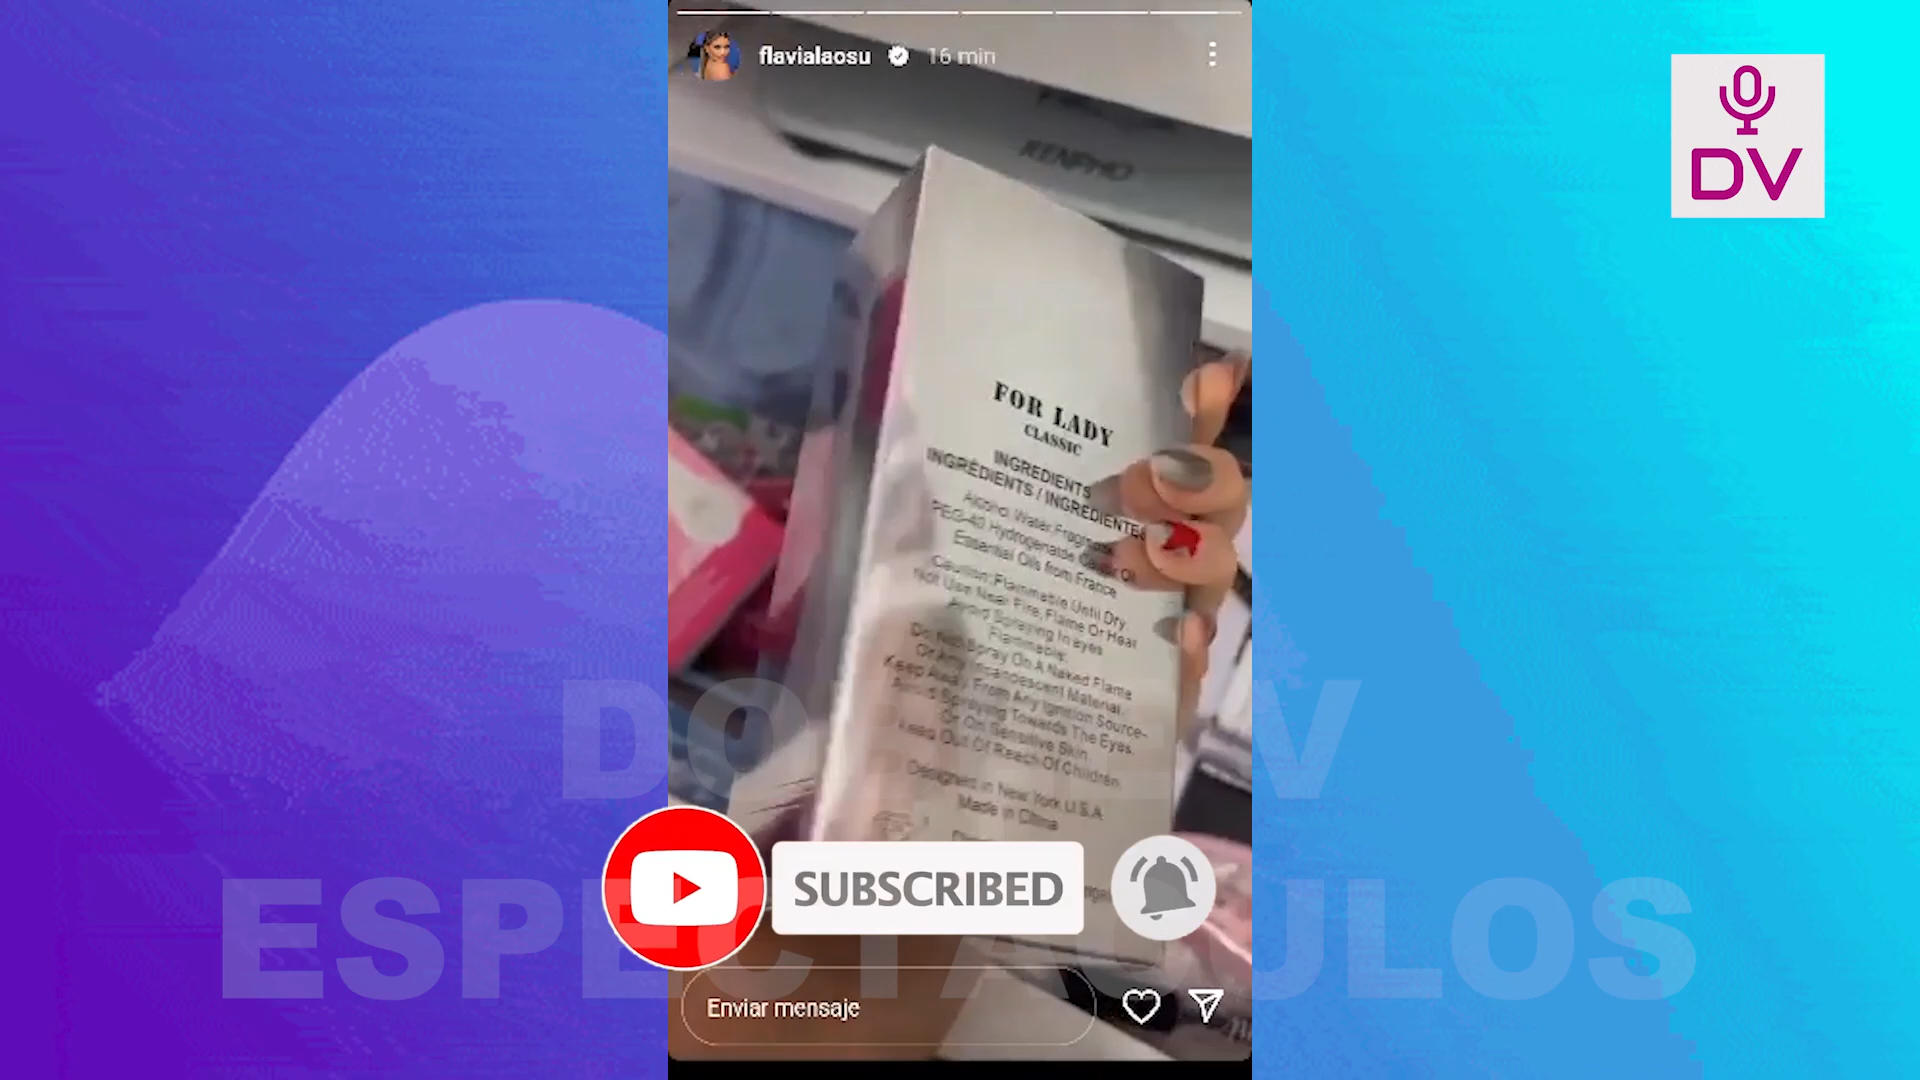 flavialaosu 16 min
DV
RENPHO
FOR LADY
CLASSIC
INGREDIENTS
INGRÉDIENTS / INGREDIENTES
Alcohol Water Fragrance
PEG-40 Hydrogenate Castor Oil
Essential Oils from France
Caution: Flammable Until Dry.
Not Use Near Fire, Flame Or Heat
Avoid Spraying In eyes
Flammable:
Do Not Spray On A Naked Flame
Or Any Incandescent Material.
Keep Away From Any Ignition Source-
Avoid Spraying Towards The Eyes.
Or On Sensitive Skin
Keep Out Of Reach Of Children
Designed in New York U.S.A
Made in China
SUBSCRIBED
ESPECTACULOS
Enviar mensaje